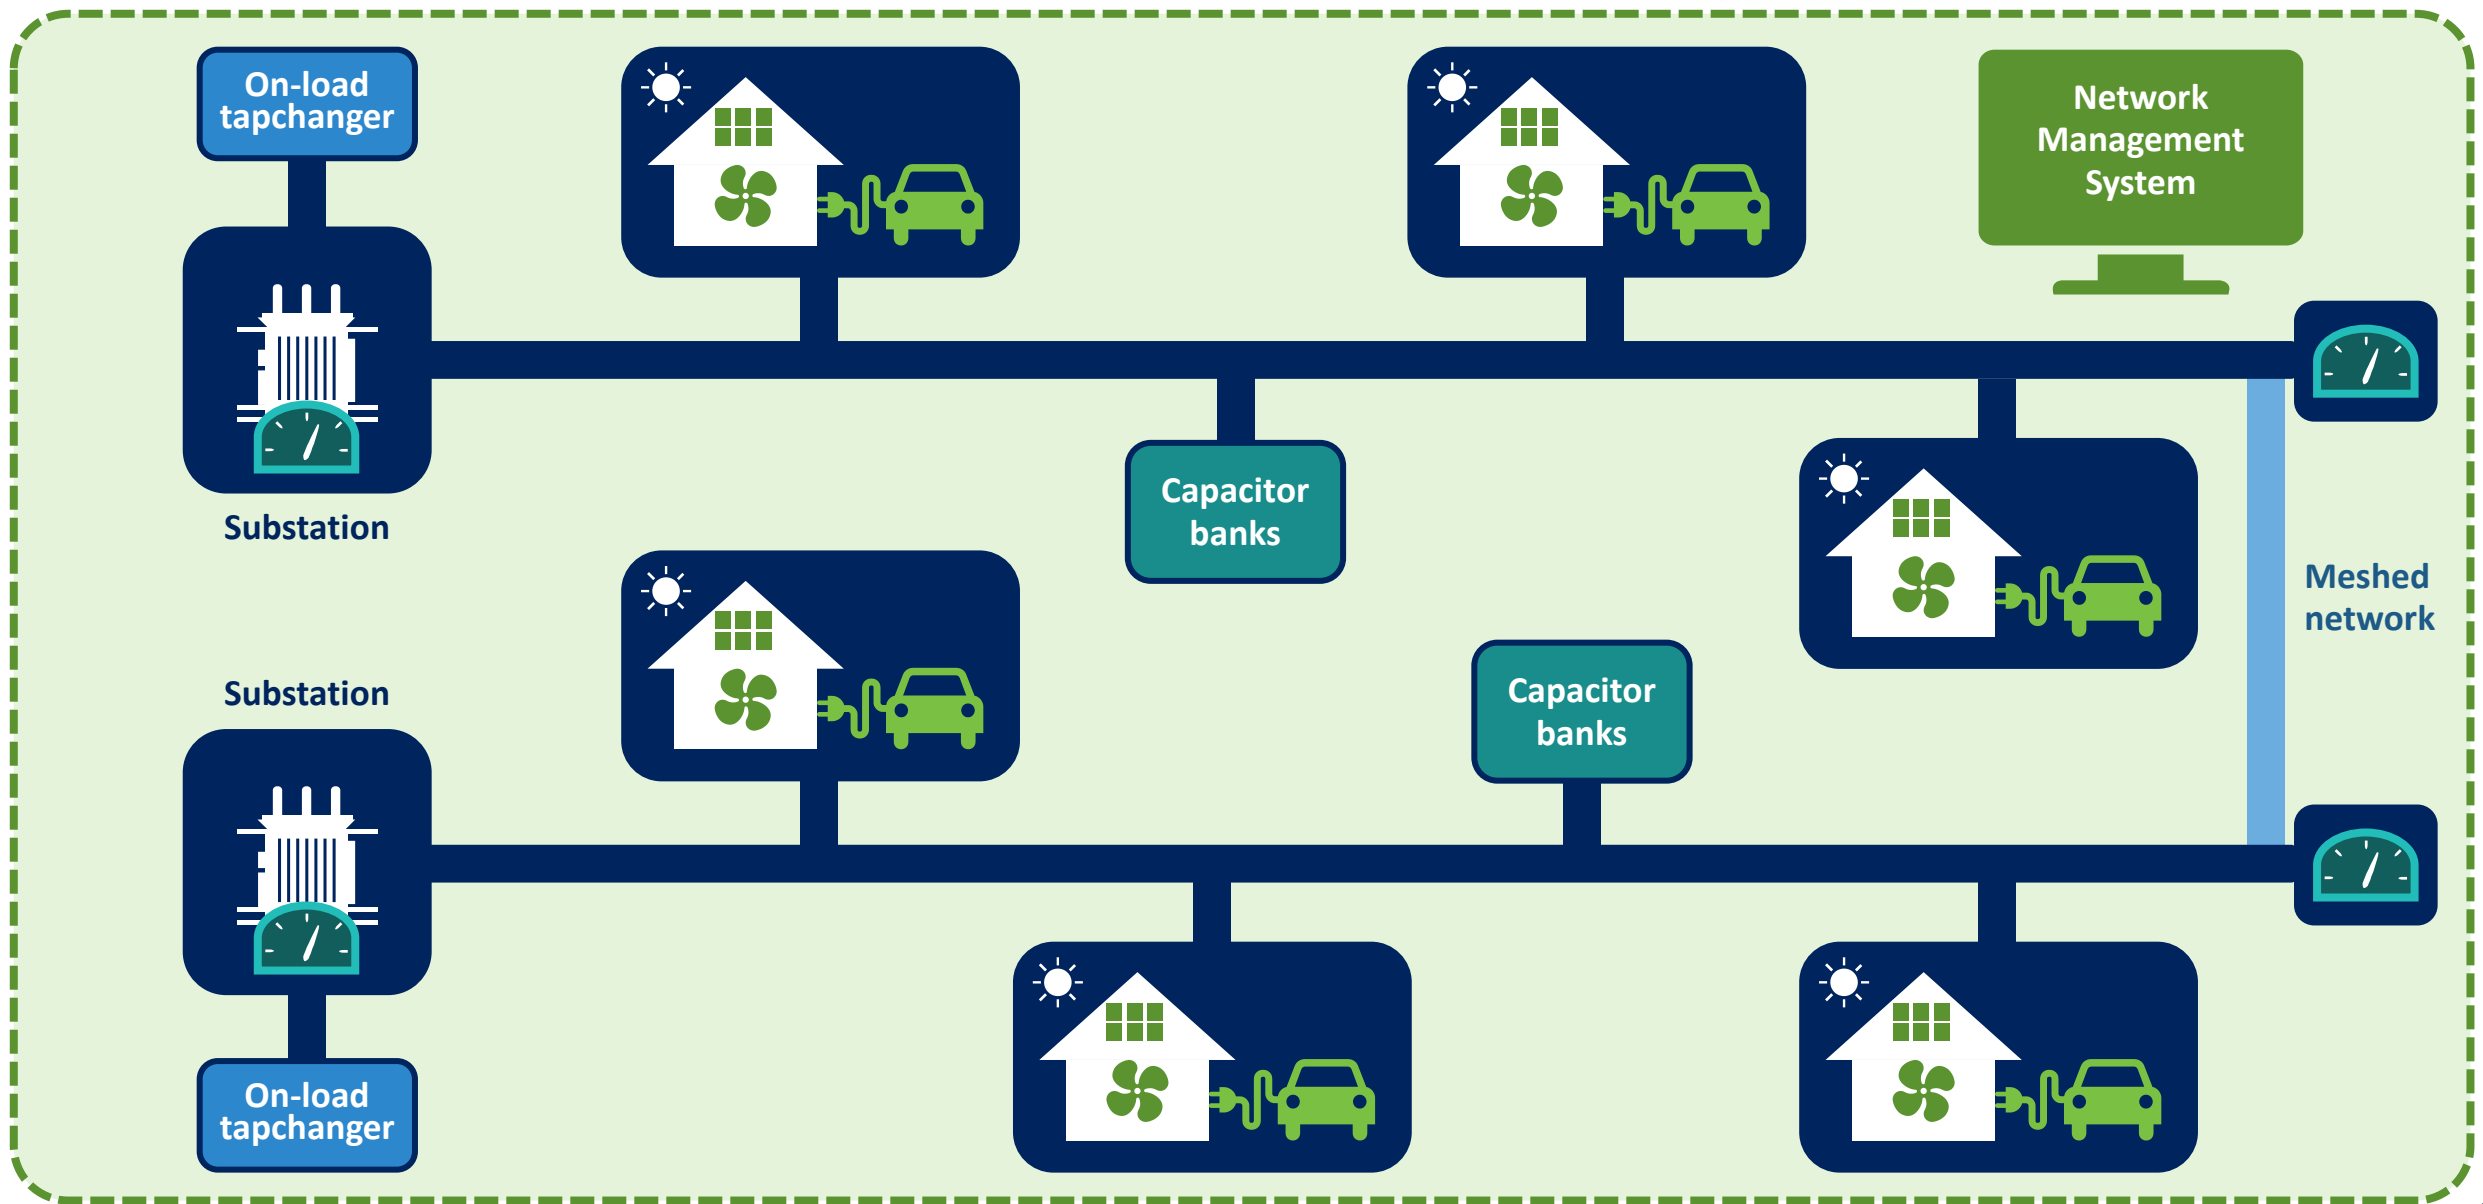 On-load
tapchanger
Network
Management
System
Capacitor
banks
Substation
Meshed
network
Substation
Capacitor
banks
On-load
tapchanger